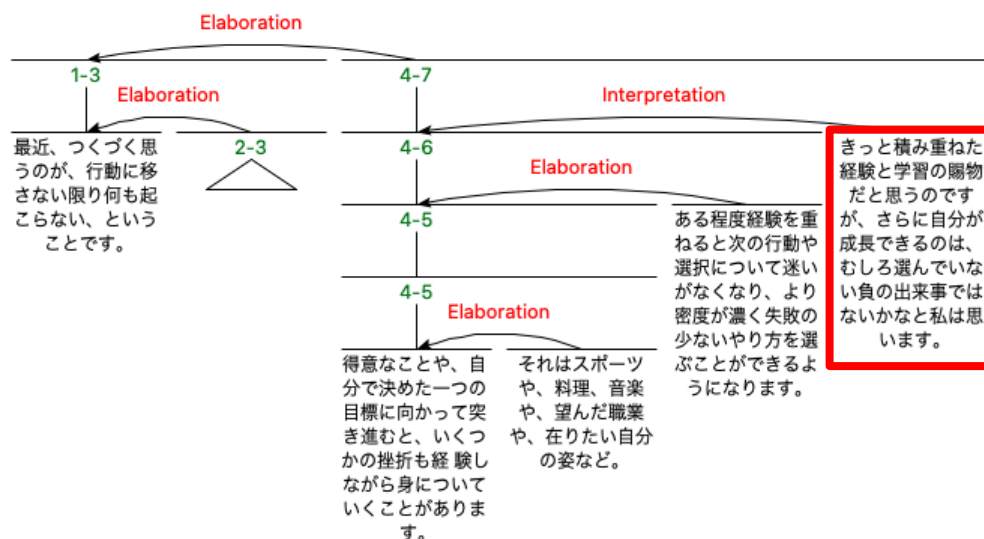 Elaboration
1-3
4-7
Elaboration
Interpretation
最近、つくづく思
うのが、行動に移
さない限り何も起
こらない、という
ことです。
2-3
4-6
Elaboration
4-5
4-5
Elaboration
得意なことや、自
分で決めた一つの
目標に向かって突
き進むと、いくつ
かの挫折も経 験し
ながら身について
いくことがありま
す。
それはスポーツ
や、料理、音楽
や、望んだ職業
や、在りたい自分
の姿など。
ある程度経験を重
ねると次の行動や
選択について迷い
がなくなり、より
密度が濃く失敗の
少ないやり方を選
ぶことができるよ
うになります。
きっと積み重ねた
経験と学習の賜物
だと思うのです
が、さらに自分が
成長できるのは、
むしろ選んでいな
い負の出来事では
ないかなと私は思
います。